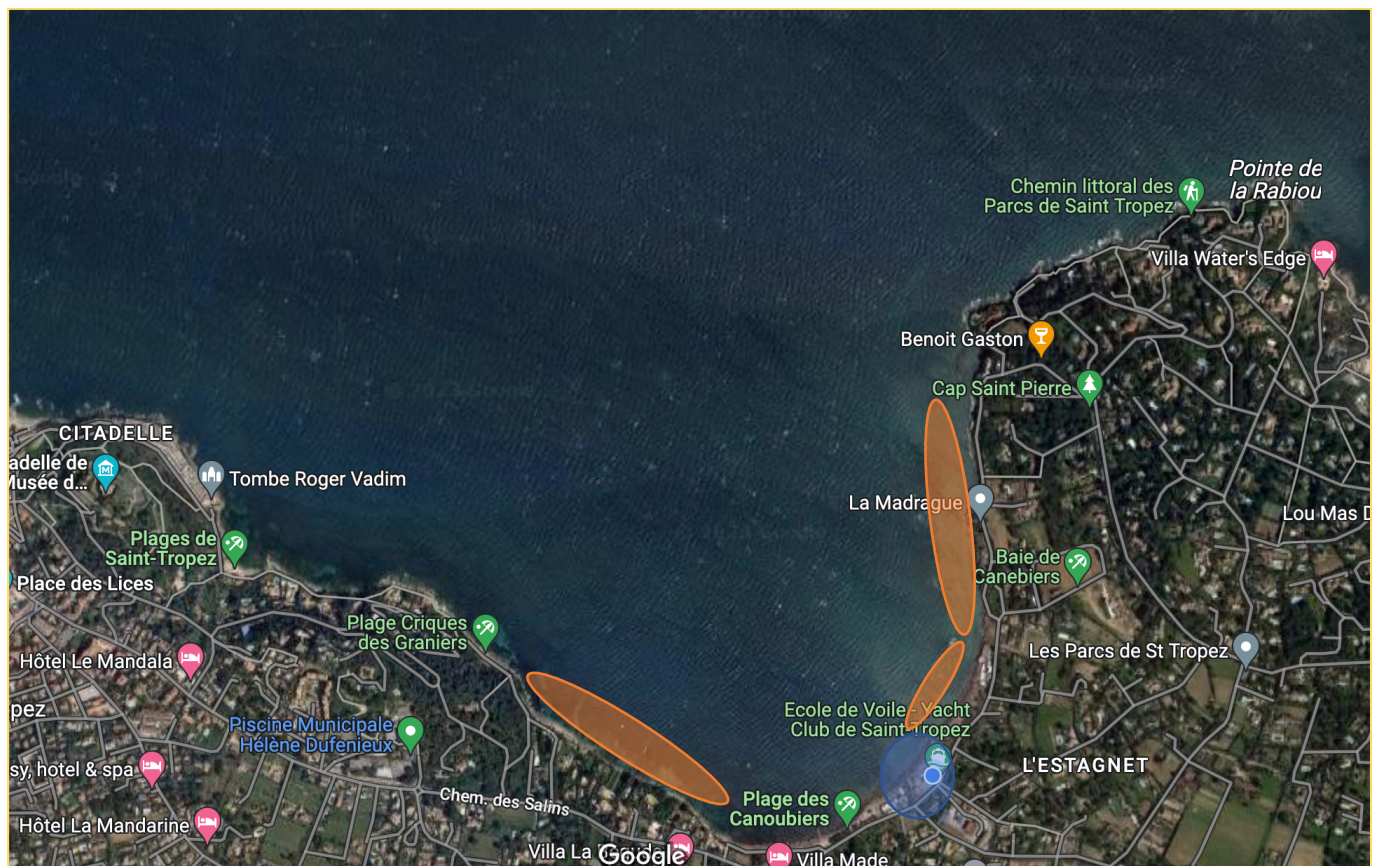 Pointe de
la Rabiou
Chemin littoral des
Parcs de Saint Tropez
Villa Water's Edge
Benoit Gaston
Cap Saint Pierre
CITADELLE
adelle de
Musée d...
Tombe Roger Vadim
La Madrague
Lou Mas D
Plages de
Saint-Tropez
Baie de
Canebiers
Place des Lices
Plage Criques
des Graniers
Hôtel Le Mandala
Les Parcs de St Tropez
pez
Ecole de Voile - Yacht
Club de Saint-Tropez
Piscine Municipale
Hélène Dufenieux
sy, hotel & spa
L'ESTAGNET
Chem. des Salins
Plage des
Canoubiers
Hôtel La Mandarine
Villa La
Google
Villa Made